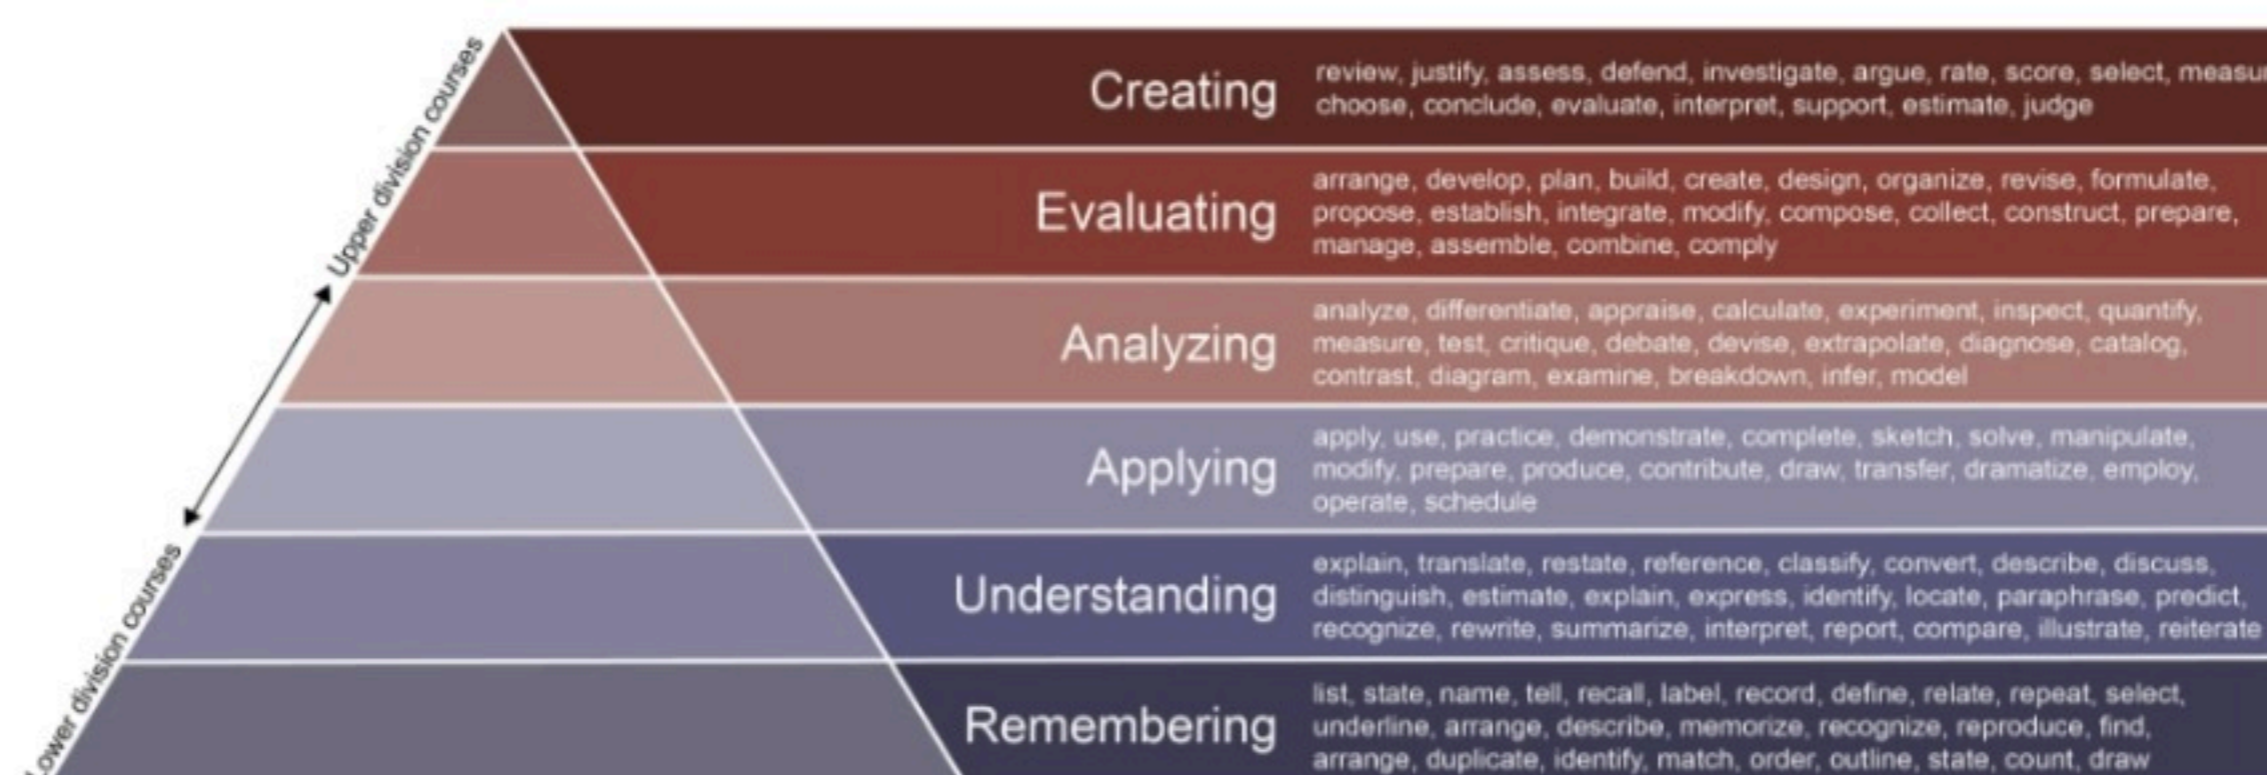 Upper division courses
Lower division courses
Creating
review, justify, assess, defend, investigate, argue, rate, score, select, measur
choose, conclude, evaluate, interpret, support, estimate, judge
Evaluating
arrange, develop, plan, build, create, design, organize, revise, formulate,
propose, establish, integrate, modify, compose, collect, construct, prepare,
manage, assemble, combine, comply
Analyzing
analyze, differentiate, appraise, calculate, experiment, inspect, quantify,
measure, test, critique, debate, devise, extrapolate, diagnose, catalog,
contrast, diagram, examine, breakdown, infer, model
Applying
apply, use, practice, demonstrate, complete, sketch, solve, manipulate,
modify, prepare, produce, contribute, draw, transfer, dramatize, employ,
operate, schedule
Understanding
explain, translate, restate, reference, classify, convert, describe, discuss,
distinguish, estimate, explain, express, identify, locate, paraphrase, predict,
recognize, rewrite, summarize, interpret, report, compare, illustrate, reiterate
Remembering
list, state, name, tell, recall, label, record, define, relate, repeat, select,
underline, arrange, describe, memorize, recognize, reproduce, find,
arrange, duplicate, identify, match, order, outline, state, count, draw